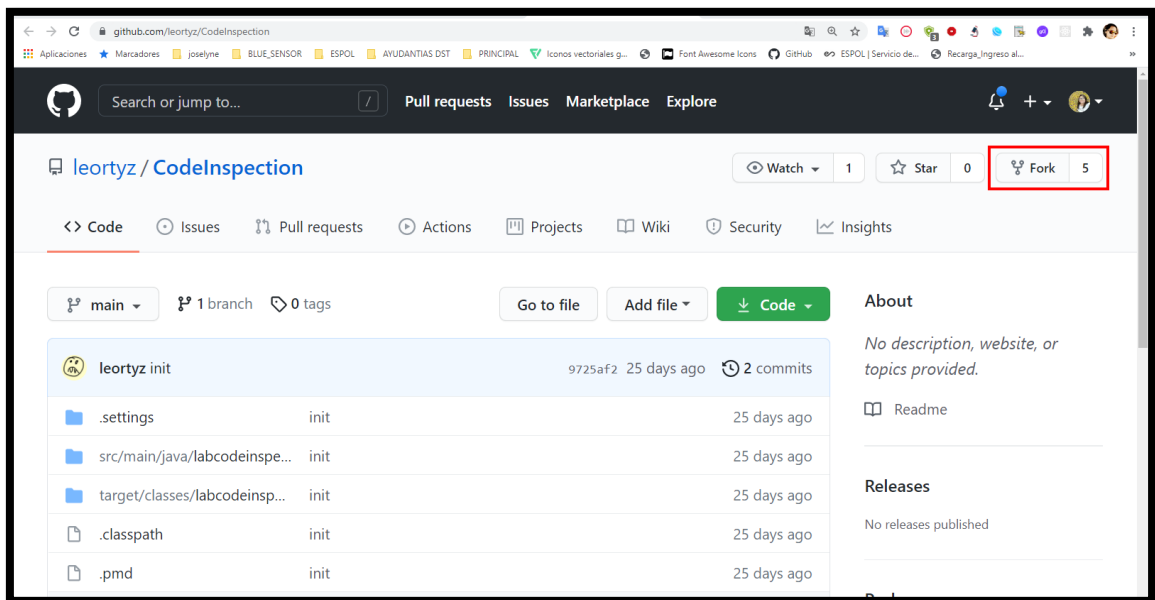 github.com/leortyz/CodeInspection
Aplicaciones Marcadores joselyne BLUE_SENSOR ESPOL AYUDANTIAS DST PRINCIPAL Iconos vectoriales g... Font Awesome Icons GitHub ESPOL | Servicio de... Recarga_Ingreso al... »
Search or jump to... / Pull requests Issues Marketplace Explore
leortyz / CodeInspection Watch 1 Star 0 Fork 5
<> Code Issues Pull requests Actions Projects Wiki Security Insights
main 1 branch 0 tags Go to file Add file Code About
No description, website, or
topics provided.
leortyz init 9725af2 25 days ago 2 commits
Readme
.settings init 25 days ago
src/main/java/labcodeinspe... init 25 days ago
target/classes/labcodeinsp... init 25 days ago
Releases
No releases published
.classpath init 25 days ago
.pmd init 25 days ago